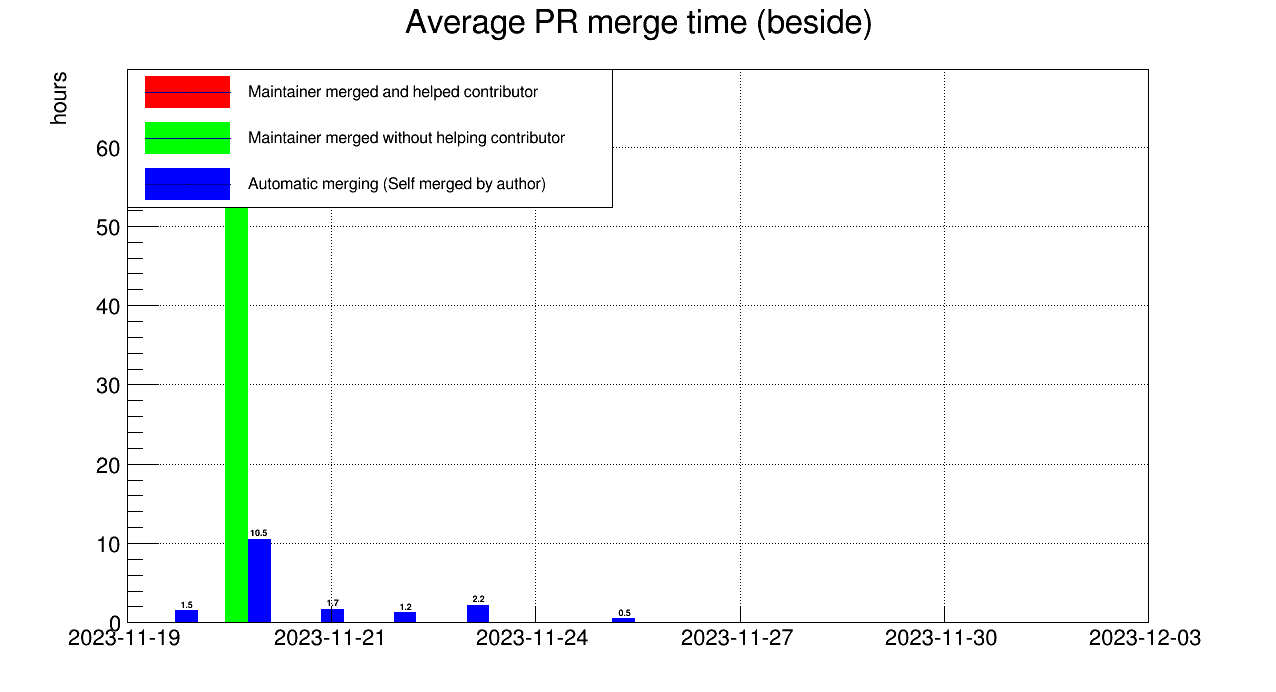 Average PR merge time (beside)
hours
Maintainer merged and helped contributor
Maintainer merged without helping contributor
Automatic merging (Self merged by author)
60
50
40
30
20
10
0
10.5
1.5
1.7
1.2
2.2
0.5
2023-11-19 2023-11-21 2023-11-24 2023-11-27 2023-11-30 2023-12-03